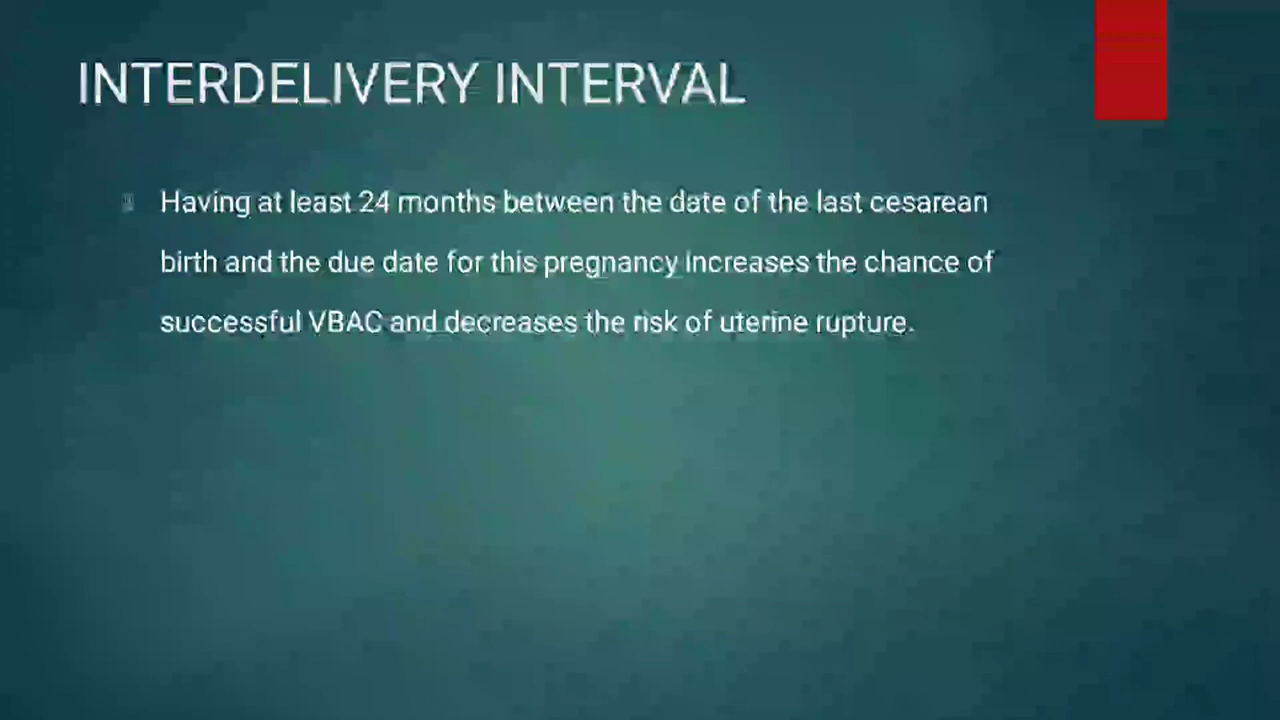 INTERDELIVERY INTERVAL
Having at least 24 months between the date of the last cesarean
birth and the due date for this pregnancy increases the chance of
successful VBAC and decreases the risk of uterine rupture.